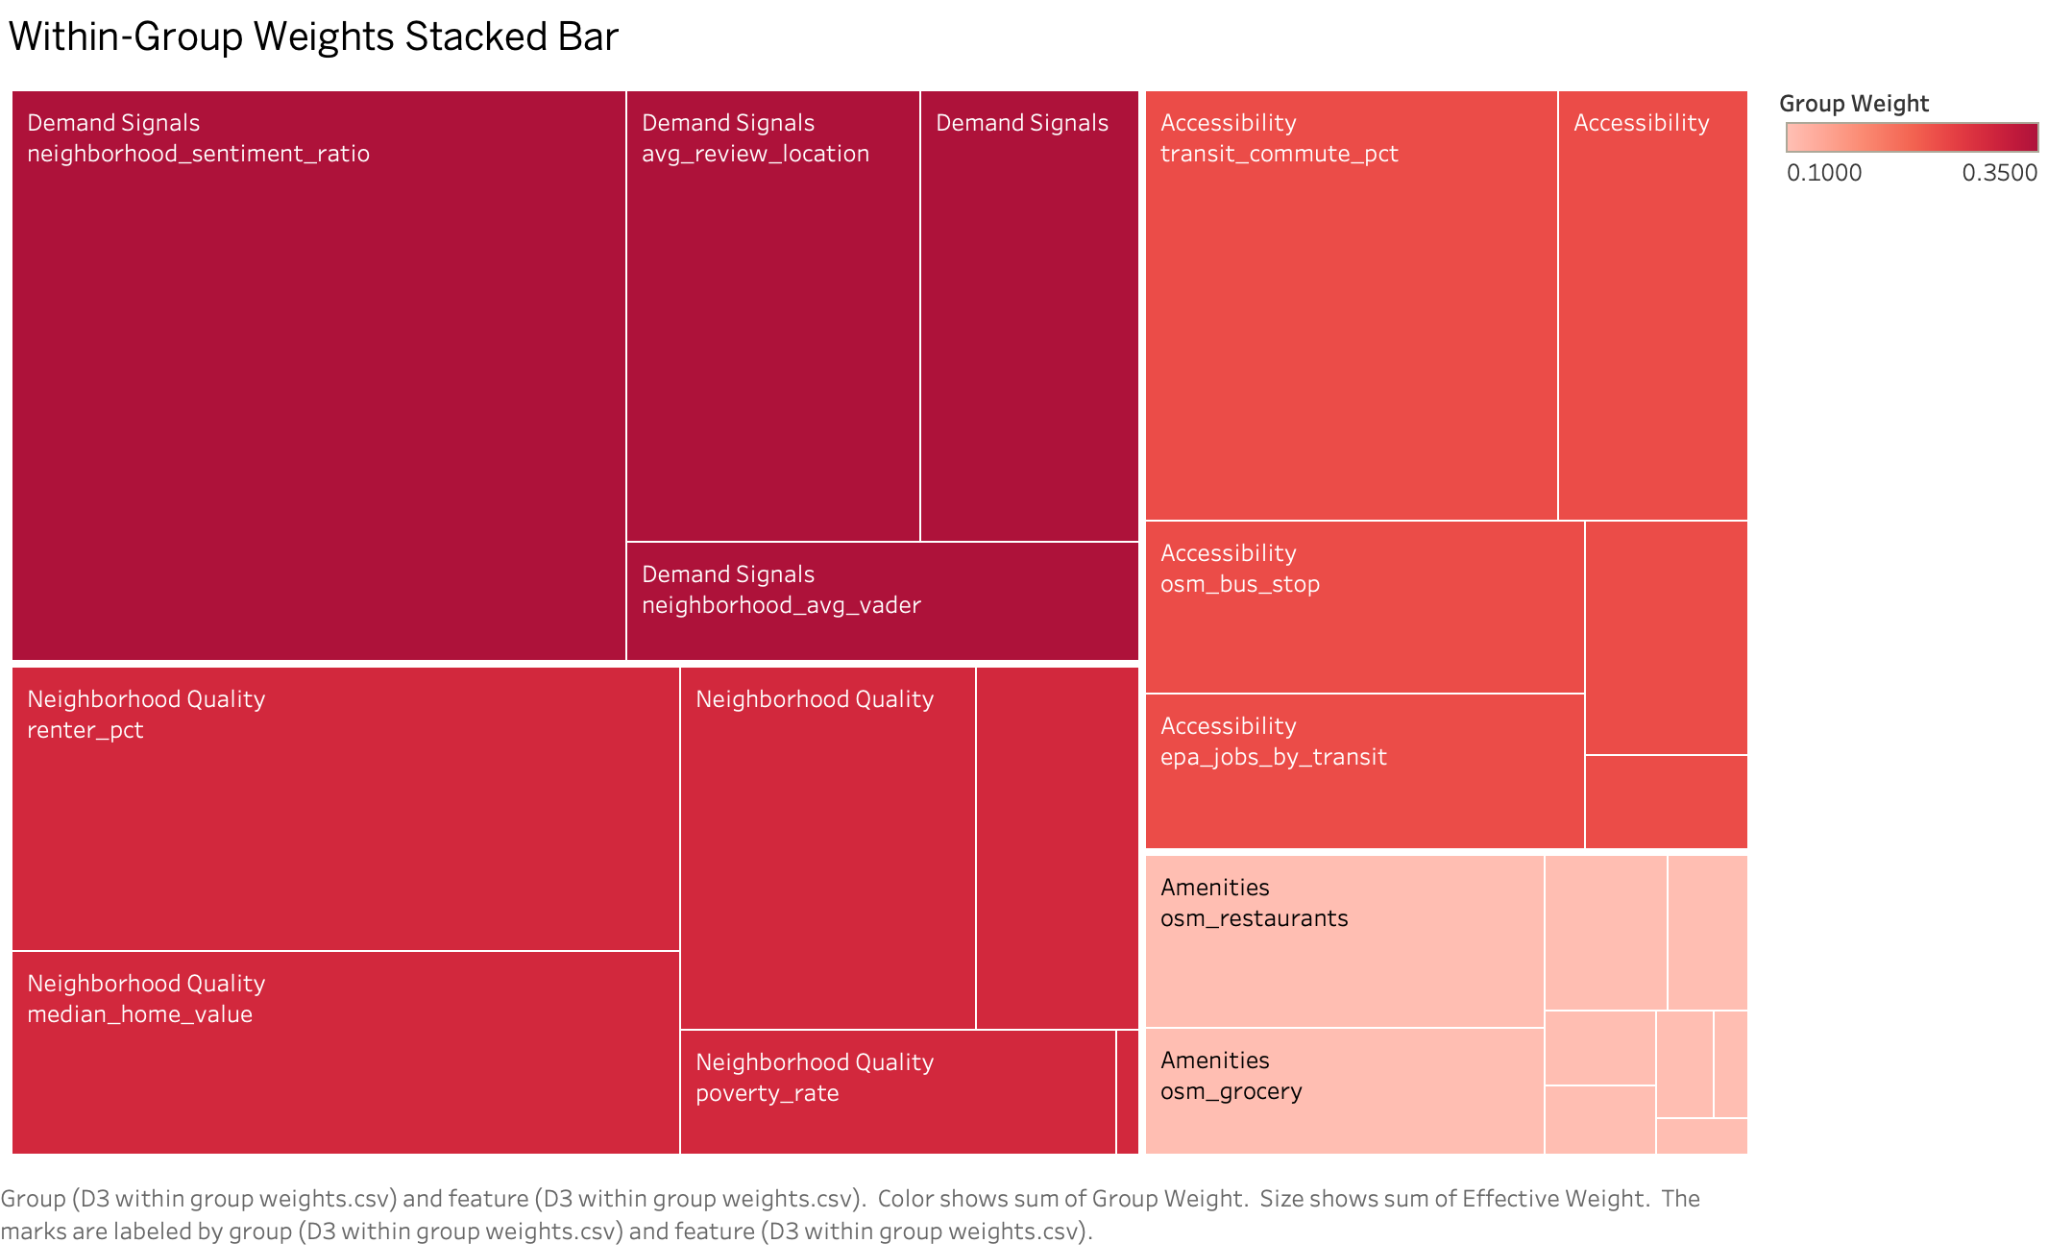 Within-Group Weights Stacked Bar
Demand Signals
neighborhood_sentiment_ratio
Demand Signals
avg_review_location
Demand Signals
Demand Signals
neighborhood_avg_vader
Neighborhood Quality
renter_pct
Neighborhood Quality
median_home_value
Neighborhood Quality
Neighborhood Quality
poverty_rate
Accessibility
transit_commute_pct
Accessibility
Accessibility
osm_bus_stop
Accessibility
epa_jobs_by_transit
Amenities
osm_restaurants
Amenities
osm_grocery
Group Weight
0.1000 0.3500
Group (D3 within group weights.csv) and feature (D3 within group weights.csv).  Color shows sum of Group Weight.  Size shows sum of Effective Weight.  The
marks are labeled by group (D3 within group weights.csv) and feature (D3 within group weights.csv).